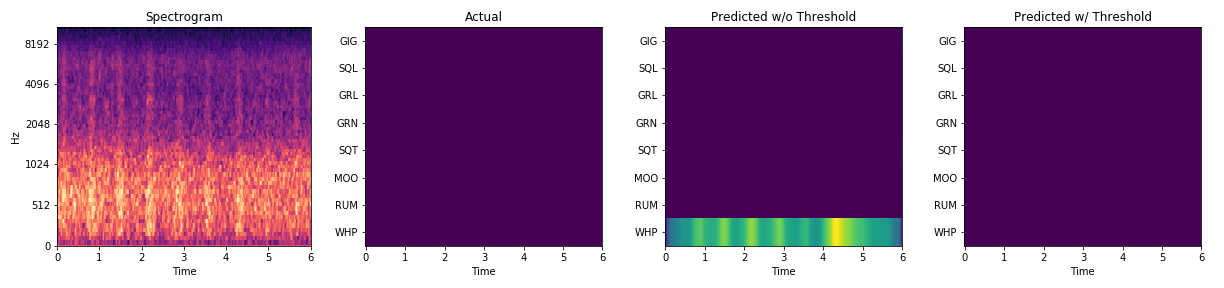 Spectrogram
8192
4096
2048
1024
512
0
Hz
0 1 2 3 4 5 6
Time
Actual
GIG
SQL
GRL
GRN
SQT
MOO
RUM
WHP
0 1 2 3 4 5 6
Time
Predicted w/o Threshold
GIG
SQL
GRL
GRN
SQT
MOO
RUM
WHP
0 1 2 3 4 5 6
Time
Predicted w/ Threshold
GIG
SQL
GRL
GRN
SQT
MOO
RUM
WHP
0 1 2 3 4 5 6
Time